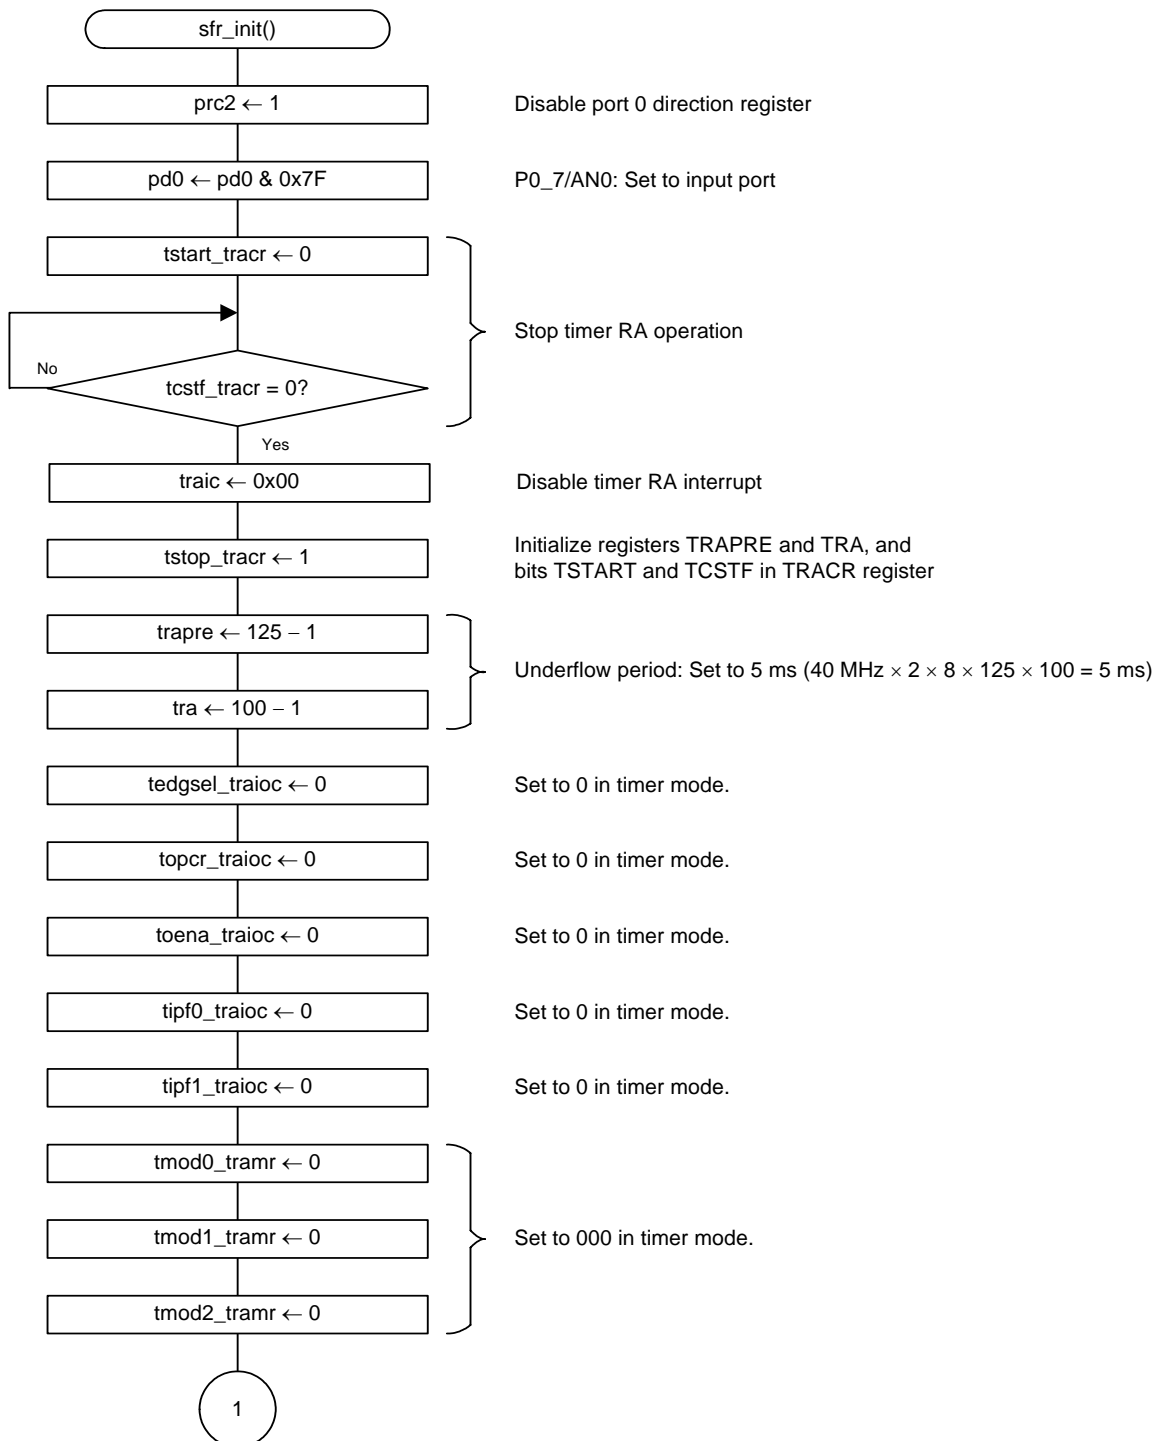 sfr_init()
prc2 ← 1
Disable port 0 direction register
pd0 ← pd0 & 0x7F
P0_7/AN0: Set to input port
tstart_tracr ← 0
Stop timer RA operation
No
tcstf_tracr = 0?
Yes
traic ← 0x00
Disable timer RA interrupt
tstop_tracr ← 1
Initialize registers TRAPRE and TRA, and
bits TSTART and TCSTF in TRACR register
trapre ← 125 − 1
Underflow period: Set to 5 ms (40 MHz × 2 × 8 × 125 × 100 = 5 ms)
tra ← 100 − 1
tedgsel_traioc ← 0
Set to 0 in timer mode.
topcr_traioc ← 0
Set to 0 in timer mode.
toena_traioc ← 0
Set to 0 in timer mode.
tipf0_traioc ← 0
Set to 0 in timer mode.
tipf1_traioc ← 0
Set to 0 in timer mode.
tmod0_tramr ← 0
tmod1_tramr ← 0
Set to 000 in timer mode.
tmod2_tramr ← 0
1